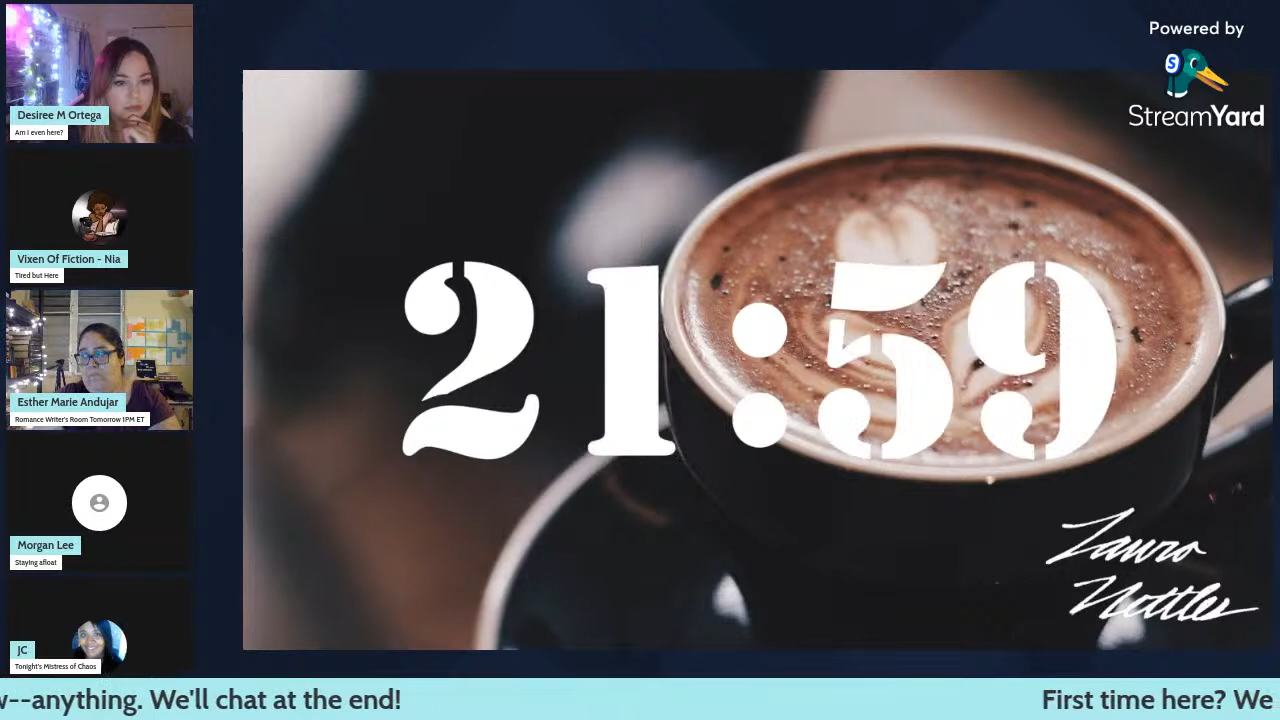 Desiree M Ortega
Am I even here?
Vixen Of Fiction - Nia
Tired but Here
Esther Marie Andujar
Romance Writer's Room Tomorrow 1PM ET
Morgan Lee
Staying afloat
JC
Tonight's Mistress of Chaos
21:59
Powered by
StreamYard
w--anything. We'll chat at the end!
First time here? We